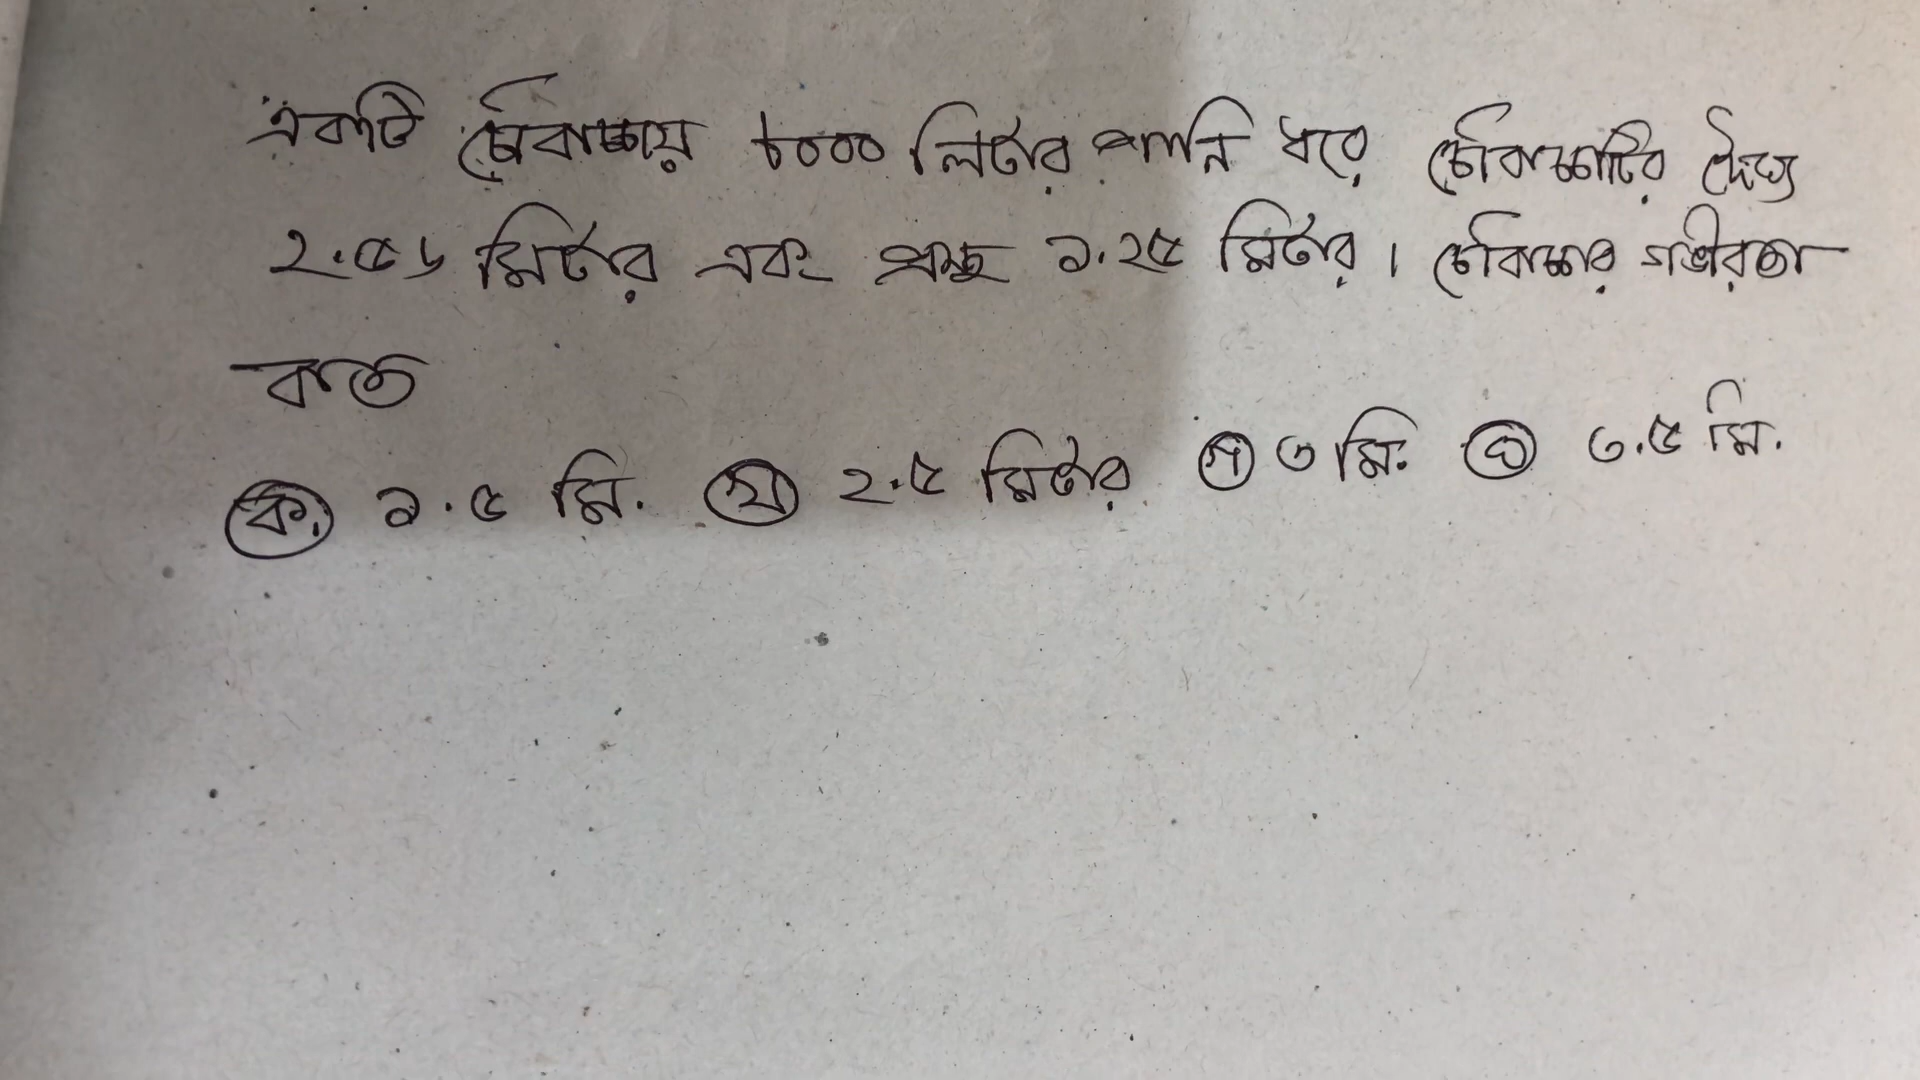 একটি চৌবাচ্চায় ৮০০০ লিটার পানি ধরে চৌবাচ্চাটির দৈর্ঘ্য
২.৫৬ মিটার এবং প্রস্থ ১.২৫ মিটার। চৌবাচ্চার গভীরতা
কত
ক. ১.৫ মি. খ ২.৫ মিটার গ ৩ মি. ঘ ৩.৫ মি.